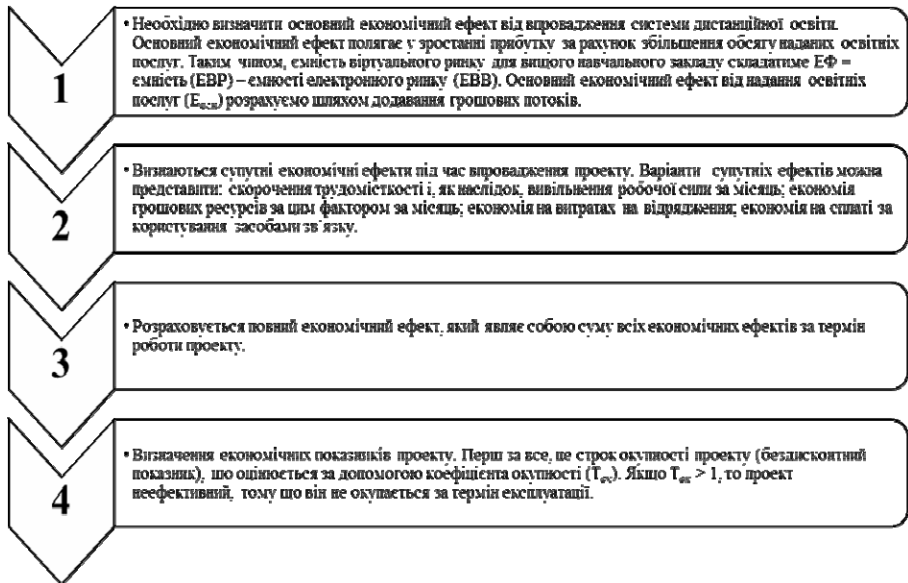 1
• Необхідно визначити основний економічний ефект від впровадження системи дистанційної освіти.
Основний економічний ефект полягає у зростанні прибутку за рахунок збільшення обсягу наданих освітніх
послуг. Таким чином, ємність віртуального ринку для вищого навчального закладу складатиме ЕФ =
ємність (ЕВР) – ємності електронного ринку (ЕВВ). Основний економічний ефект від надання освітніх
послуг (Eосн) розрахуємо шляхом додавання грошових потоків.
2
• Визнаються супутні економічні ефекти під час впровадження проекту. Варіанти супутніх ефектів можна
представити: скорочення трудомісткості і, як наслідок, вивільнення робочої сили за місяць; економія
грошових ресурсів за цим фактором за місяць; економія на витратах на відрядження; економія на сплаті за
користування засобами зв'язку.
3
• Розраховується повний економічний ефект, який являє собою суму всіх економічних ефектів за термін
роботи проекту.
4
• Визначення економічних показників проекту. Перш за все, це строк окупності проекту (бездисконтний
показник), що оцінюється за допомогою коефіцієнта окупності (Tок). Якщо Tок > 1, то проект
неефективний, тому що він не окупається за термін експлуатації.